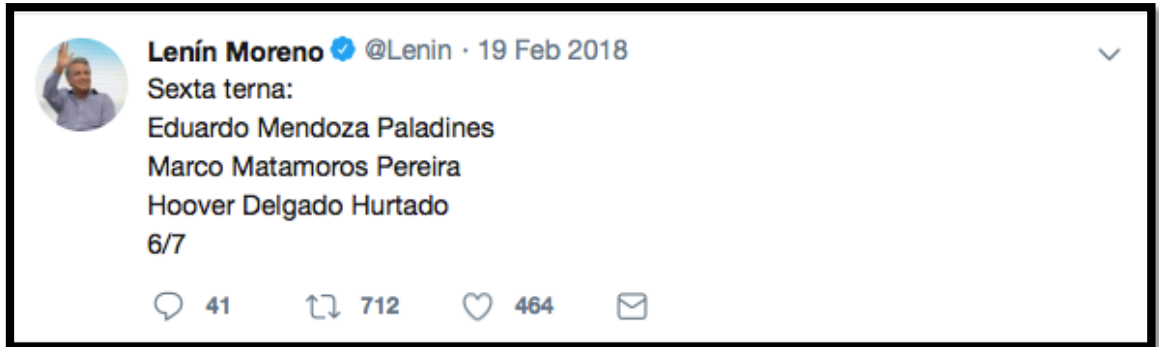 Lenín Moreno @Lenin · 19 Feb 2018
Sexta terna:
Eduardo Mendoza Paladines
Marco Matamoros Pereira
Hoover Delgado Hurtado
6/7
41 712 464